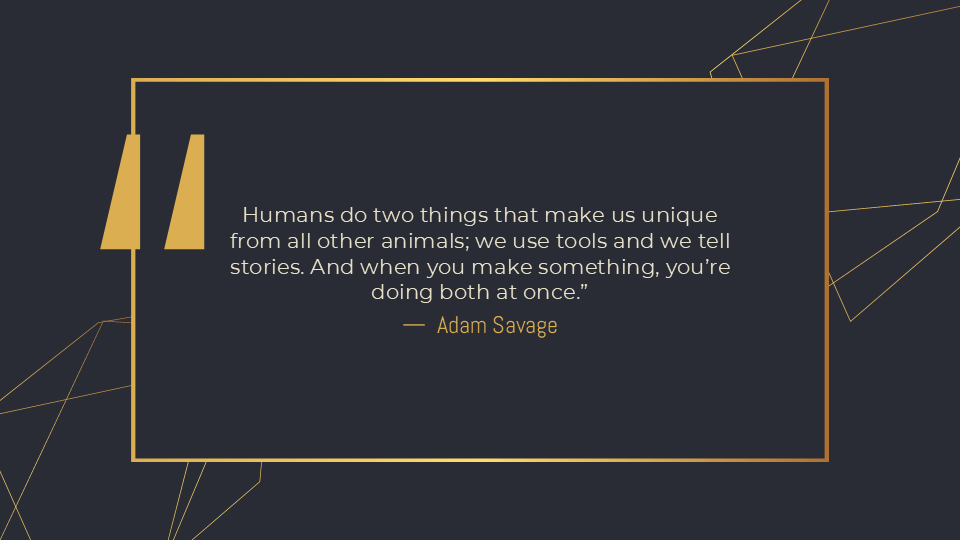 Humans do two things that make us unique
from all other animals; we use tools and we tell
stories. And when you make something, you’re
doing both at once.”
— Adam Savage